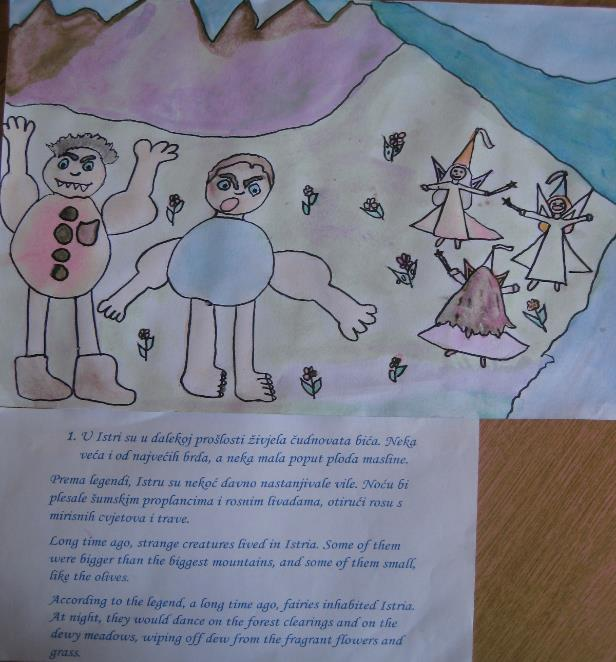 1. U Istri su u dalekoj prošlosti živjela čudnovata bića. Neka
veća i od najvećih brda, a neka mala poput ploda masline.
Prema legendi, Istru su nekoć davno nastanjivale vile. Noću bi
plesale šumskim proplancima i rosnim livadama, otirući rosu s
mirisnih cvjetova i trave.
Long time ago, strange creatures lived in Istria. Some of them
were bigger than the biggest mountains, and some of them small,
like the olives.
According to the legend, a long time ago, fairies inhabited Istria.
At night, they would dance on the forest clearings and on the
dewy meadows, wiping off dew from the fragrant flowers and
grass.